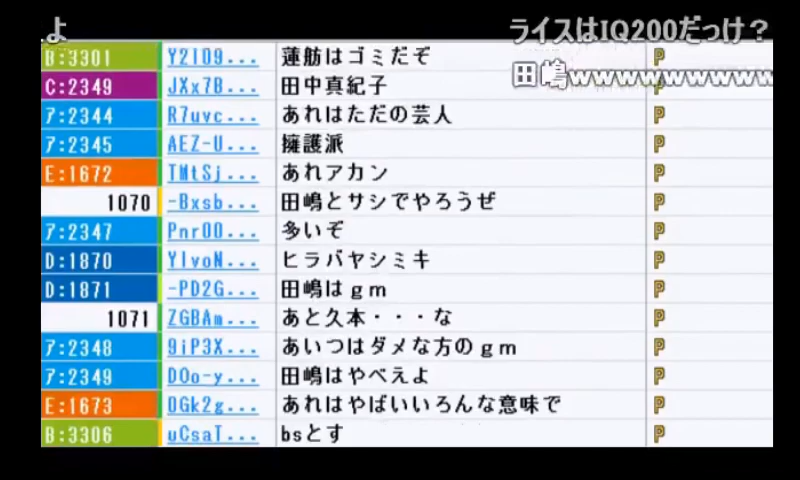 よ
ライスはIQ200だっけ？
田嶋wwwwwwwww
B:3301 Y2lO9... 蓮舫はゴミだぞ P
C:2349 JXx7B... 田中真紀子 P
ア:2344 R7uvc... あれはただの芸人 P
ア:2345 AEZ-U... 擁護派 P
E:1672 TMtSj... あれアカン P
1070 -Bxsb... 田嶋とサシでやろうぜ P
ア:2347 Pnr00... 多いぞ P
D:1870 YlvoN... ヒラバヤシミキ P
D:1871 -PD2G... 田嶋はｇｍ P
1071 ZGBAm... あと久本・・・な P
ア:2348 9iP3X... あいつはダメな方のｇｍ P
ア:2349 DOo-y... 田嶋はやべえよ P
E:1673 OGk2g... あれはやばいいろんな意味で P
B:3306 uCsaT... bsとす P